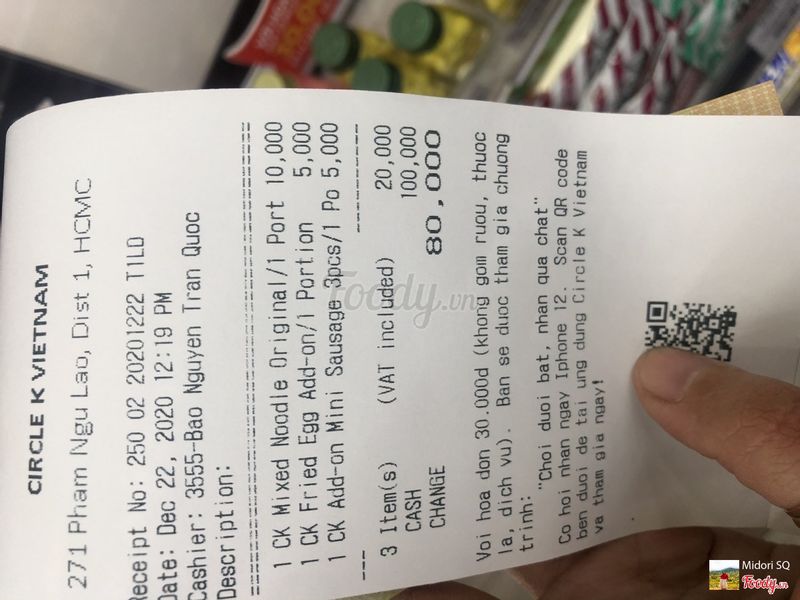 CIRCLE K VIETNAM
271 Pham Ngu Lao, Dist 1, HCMC
Receipt No: 250 02 20201222 TILD
Date: Dec 22, 2020 12:19 PM
Cashier: 3555-Bao Nguyen Tran Quoc
Description:
1 CK Mixed Noodle Original/1 Port 10,000
1 CK Fried Egg Add-on/1 Portion 5,000
1 CK Add-on Mini Sausage 3pcs/1 Po 5,000
3 Item(s) (VAT included) 20,000
CASH 100,000
CHANGE 80,000
Voi hoa don 30.000d (khong gom ruou, thuoc
la, dich vu). Ban se duoc tham gia chuong
trinh:
"Choi duoi bat, nhan qua chat"
Co hoi nhan ngay Iphone 12. Scan QR code
ben duoi de tai ung dung Circle K Vietnam
va tham gia ngay!
Foody.vn
Midori SQ
Foody.vn